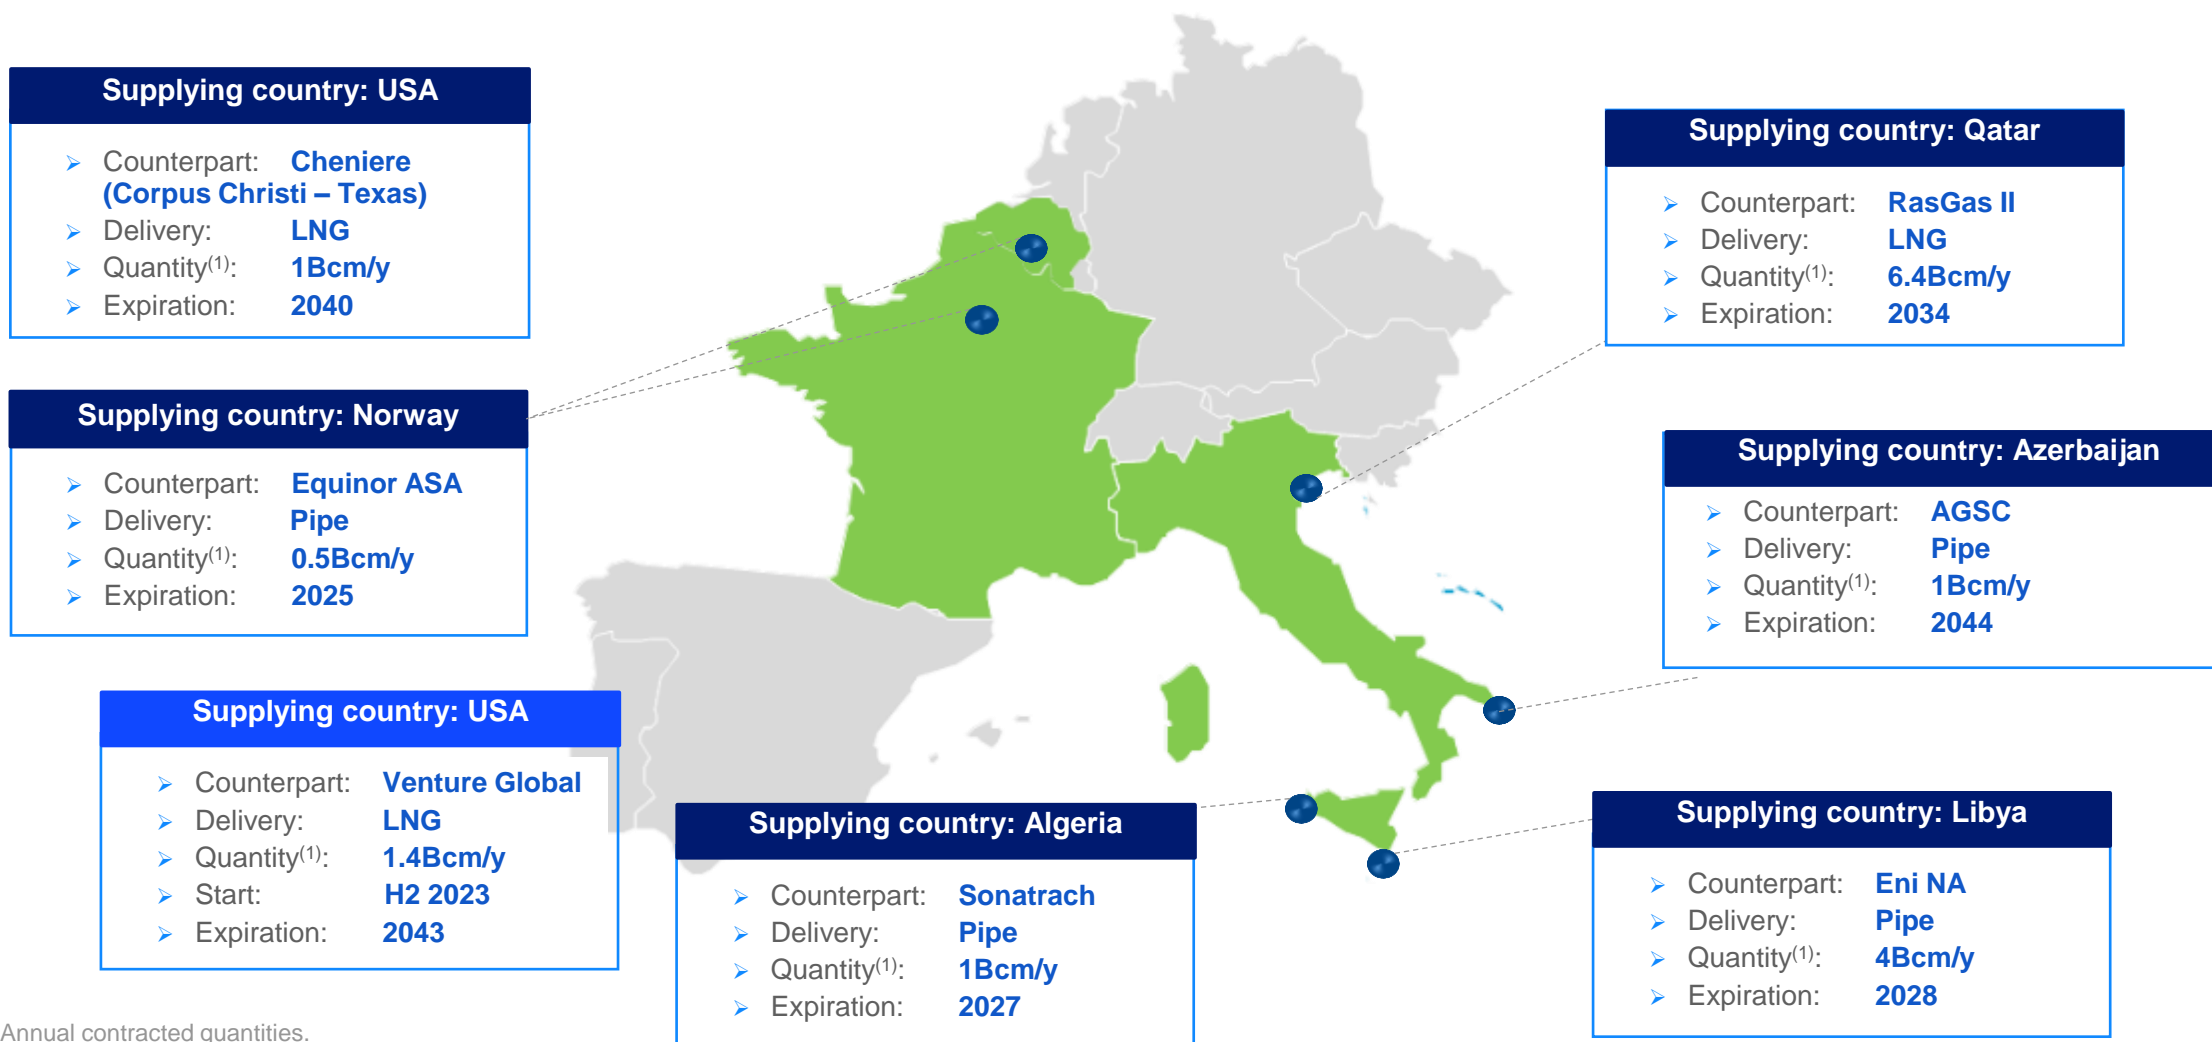 Supplying country: USA
➢ Counterpart: Cheniere
(Corpus Christi – Texas)
➢ Delivery: LNG
➢ Quantity(1): 1Bcm/y
➢ Expiration: 2040
Supplying country: Norway
➢ Counterpart: Equinor ASA
➢ Delivery: Pipe
➢ Quantity(1): 0.5Bcm/y
➢ Expiration: 2025
Supplying country: USA
➢ Counterpart: Venture Global
➢ Delivery: LNG
➢ Quantity(1): 1.4Bcm/y
➢ Start: H2 2023
➢ Expiration: 2043
Supplying country: Algeria
➢ Counterpart: Sonatrach
➢ Delivery: Pipe
➢ Quantity(1): 1Bcm/y
➢ Expiration: 2027
Supplying country: Qatar
➢ Counterpart: RasGas II
➢ Delivery: LNG
➢ Quantity(1): 6.4Bcm/y
➢ Expiration: 2034
Supplying country: Azerbaijan
➢ Counterpart: AGSC
➢ Delivery: Pipe
➢ Quantity(1): 1Bcm/y
➢ Expiration: 2044
Supplying country: Libya
➢ Counterpart: Eni NA
➢ Delivery: Pipe
➢ Quantity(1): 4Bcm/y
➢ Expiration: 2028
Annual contracted quantities.